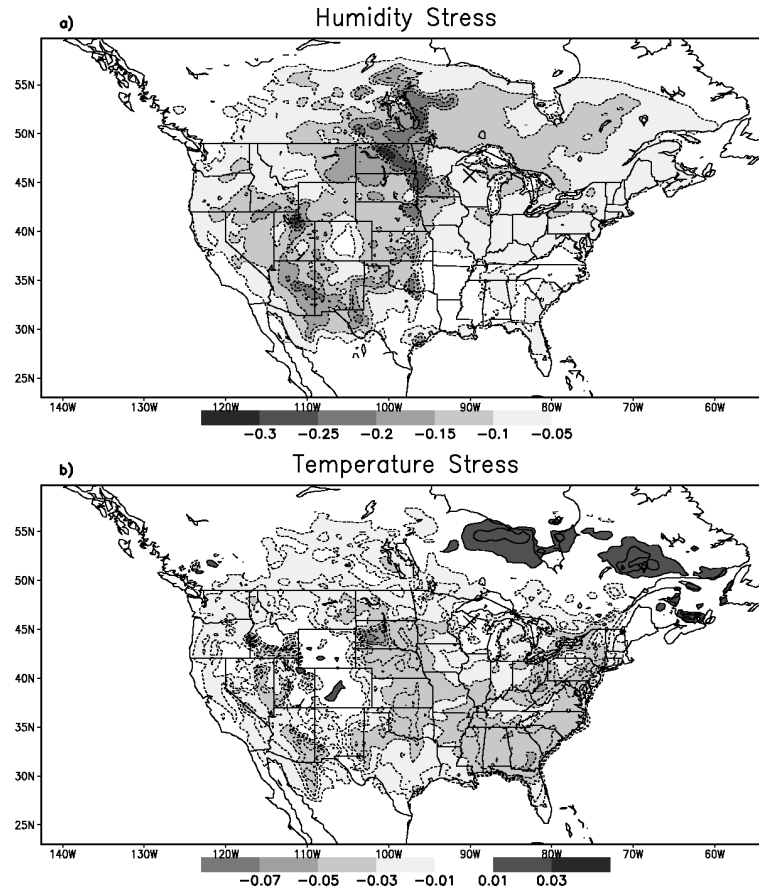 a) Humidity Stress
55N
50N
45N
40N
35N
30N
25N
140W 130W 120W 110W 100W 90W 80W 70W 60W
-0.3 -0.25 -0.2 -0.15 -0.1 -0.05
b) Temperature Stress
55N
50N
45N
40N
35N
30N
25N
140W 130W 120W 110W 100W 90W 80W 70W 60W
-0.07 -0.05 -0.03 -0.01 0.01 0.03